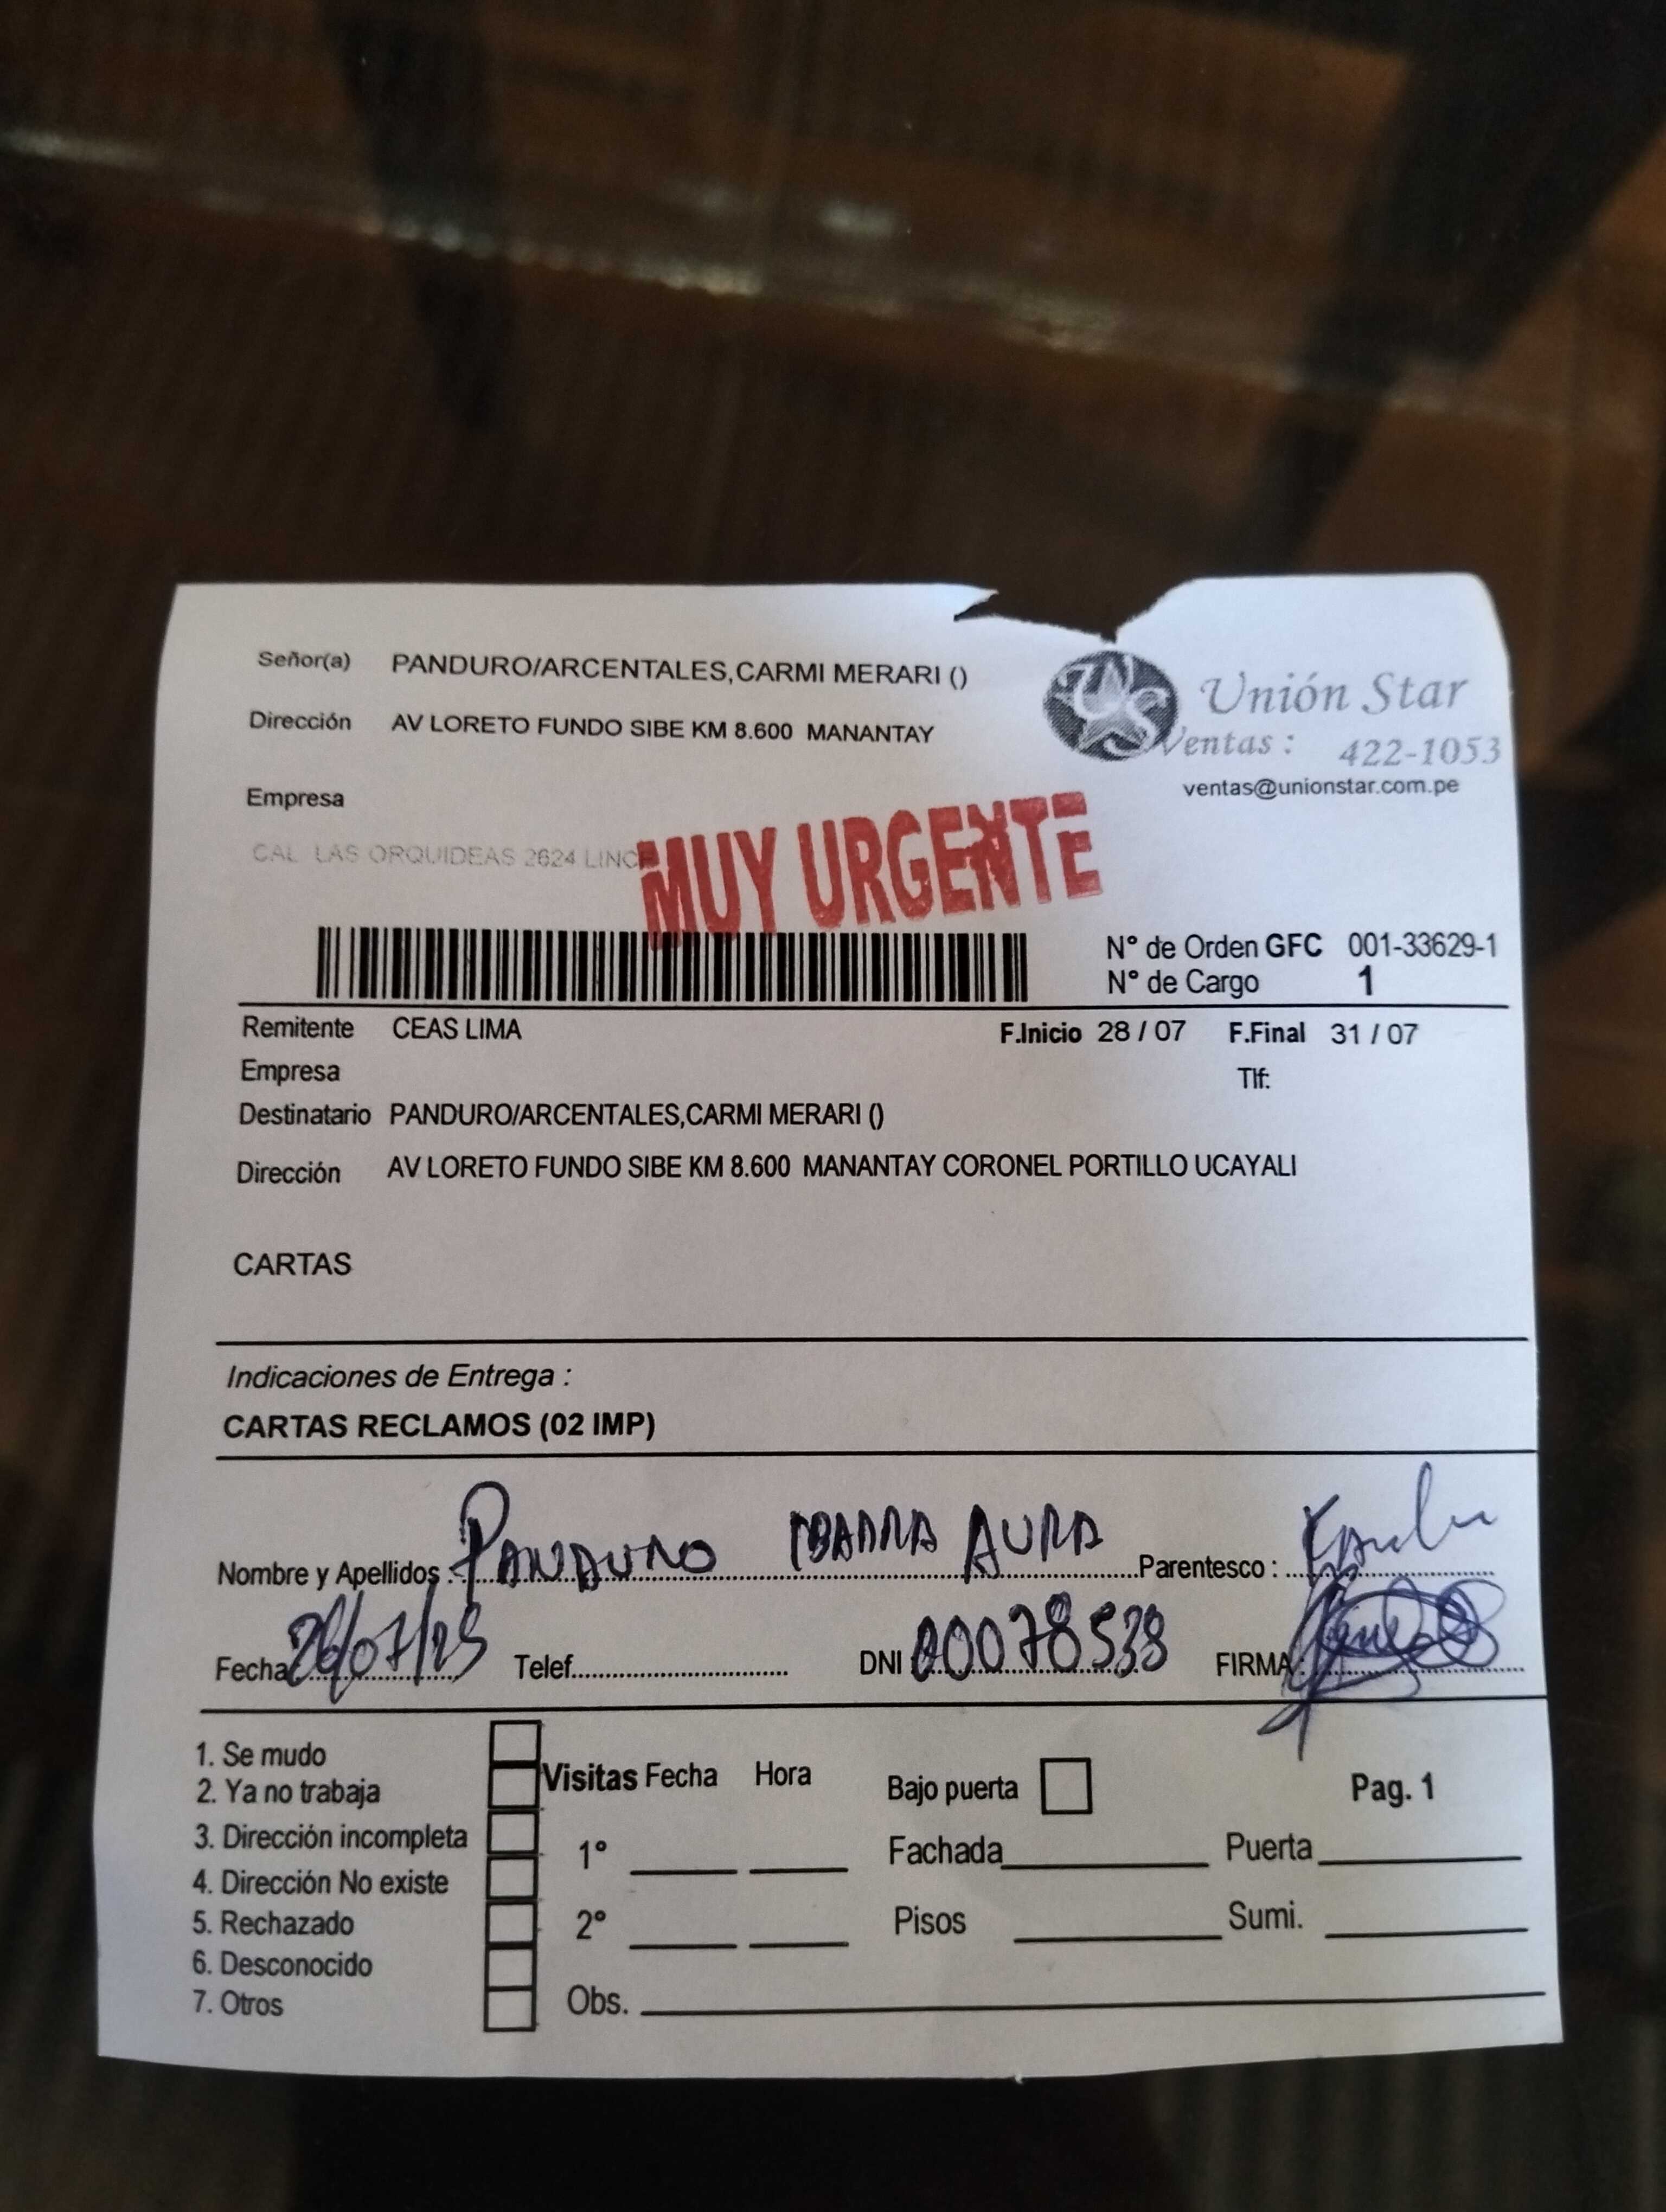 Señor(a) PANDURO/ARCENTALES,CARMI MERARI ()
Unión Star
Dirección AV LORETO FUNDO SIBE KM 8.600 MANANTAY
Ventas : 422-1053
ventas@unionstar.com.pe
Empresa
MUY URGENTE
CAL LAS ORQUIDEAS 2624 LINCE
N° de Orden GFC 001-33629-1
N° de Cargo 1
Remitente CEAS LIMA F.Inicio 28 / 07 F.Final 31 / 07
Empresa Tlf:
Destinatario PANDURO/ARCENTALES,CARMI MERARI ()
Dirección AV LORETO FUNDO SIBE KM 8.600 MANANTAY CORONEL PORTILLO UCAYALI
CARTAS
Indicaciones de Entrega :
CARTAS RECLAMOS (02 IMP)
Nombre y Apellidos : PANDURO IBARRA AURA Parentesco :
Fecha Telef. DNI 00078538 FIRMA:
1. Se mudo
2. Ya no trabaja
Visitas Fecha Hora Bajo puerta Pag. 1
3. Dirección incompleta
1° Fachada Puerta
4. Dirección No existe
5. Rechazado
2° Pisos Sumi.
6. Desconocido
7. Otros
Obs.